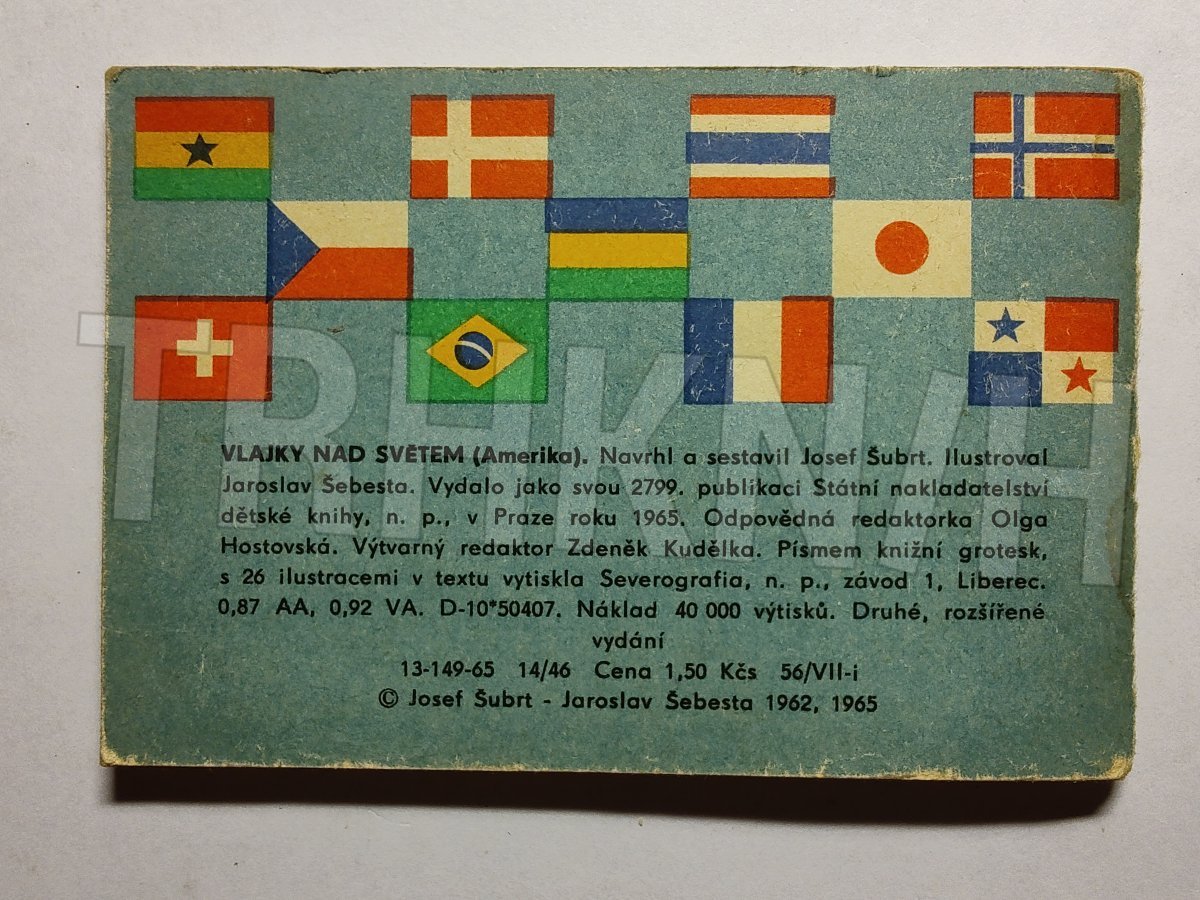 VLAJKY NAD SVĚTEM (Amerika). Navrhl a sestavil Josef Šubrt. Ilustroval
Jaroslav Šebesta. Vydalo jako svou 2799. publikaci Státní nakladatelství
dětské knihy, n. p., v Praze roku 1965. Odpovědná redaktorka Olga
Hostovská. Výtvarný redaktor Zdeněk Kudělka. Písmem knižní grotesk,
s 26 ilustracemi v textu vytiskla Severografia, n. p., závod 1, Liberec.
0,87 AA, 0,92 VA. D-10*50407. Náklad 40 000 výtisků. Druhé, rozšířené
vydání
13-149-65 14/46 Cena 1,50 Kčs 56/VII-i
© Josef Šubrt - Jaroslav Šebesta 1962, 1965
TRHKNIH